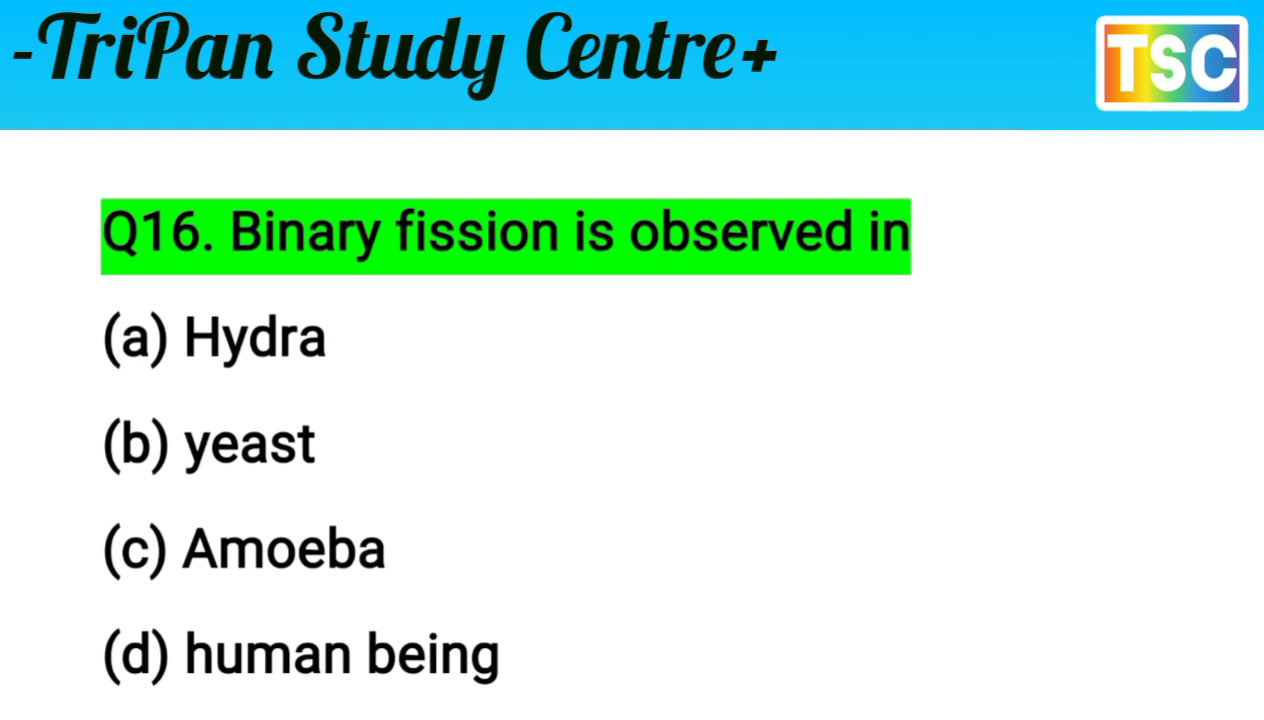 -TriPan Study Centre+
TSC
Q16. Binary fission is observed in
(a) Hydra
(b) yeast
(c) Amoeba
(d) human being